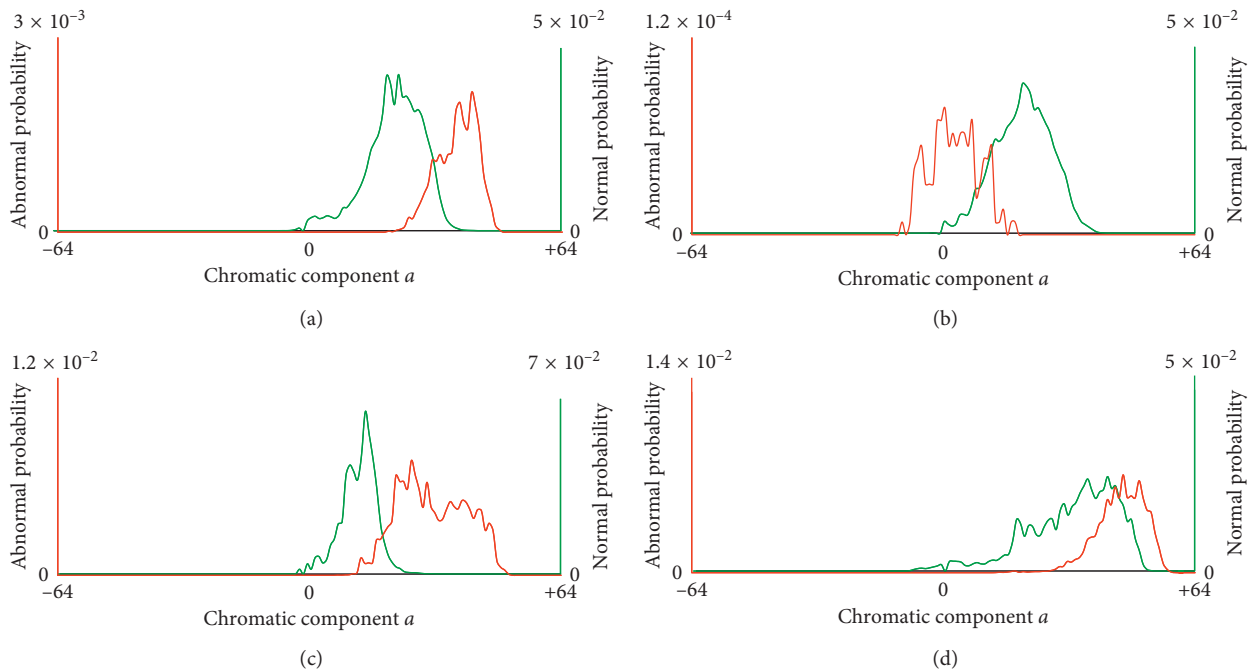 3 × 10⁻³
5 × 10⁻²
Abnormal probability
Normal probability
0
0
−64
0
+64
Chromatic component a
(a)
1.2 × 10⁻⁴
5 × 10⁻²
Abnormal probability
Normal probability
0
0
−64
0
+64
Chromatic component a
(b)
1.2 × 10⁻²
7 × 10⁻²
Abnormal probability
Normal probability
0
0
−64
0
+64
Chromatic component a
(c)
1.4 × 10⁻²
5 × 10⁻²
Abnormal probability
Normal probability
0
0
−64
0
+64
Chromatic component a
(d)